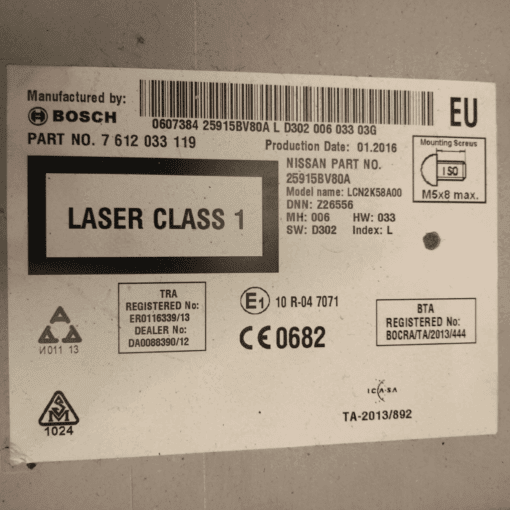 Manufactured by:
BOSCH
0607384 25915BV80A L D302 006 033 03G
EU
PART NO. 7 612 033 119
Production Date: 01.2016
NISSAN PART NO.
25915BV80A
Model name: LCN2K58A00
DNN: Z26556
MH: 006 HW: 033
SW: D302 Index: L
Mounting Screws
ISO
M5x8 max.
LASER CLASS 1
TRA
REGISTERED No:
ER0116339/13
DEALER No:
DA0088390/12
E1 10 R-04 7071
CE0682
BTA
REGISTERED No:
BOCRA/TA/2013/444
И011 13
1024
ICASA
TA-2013/892